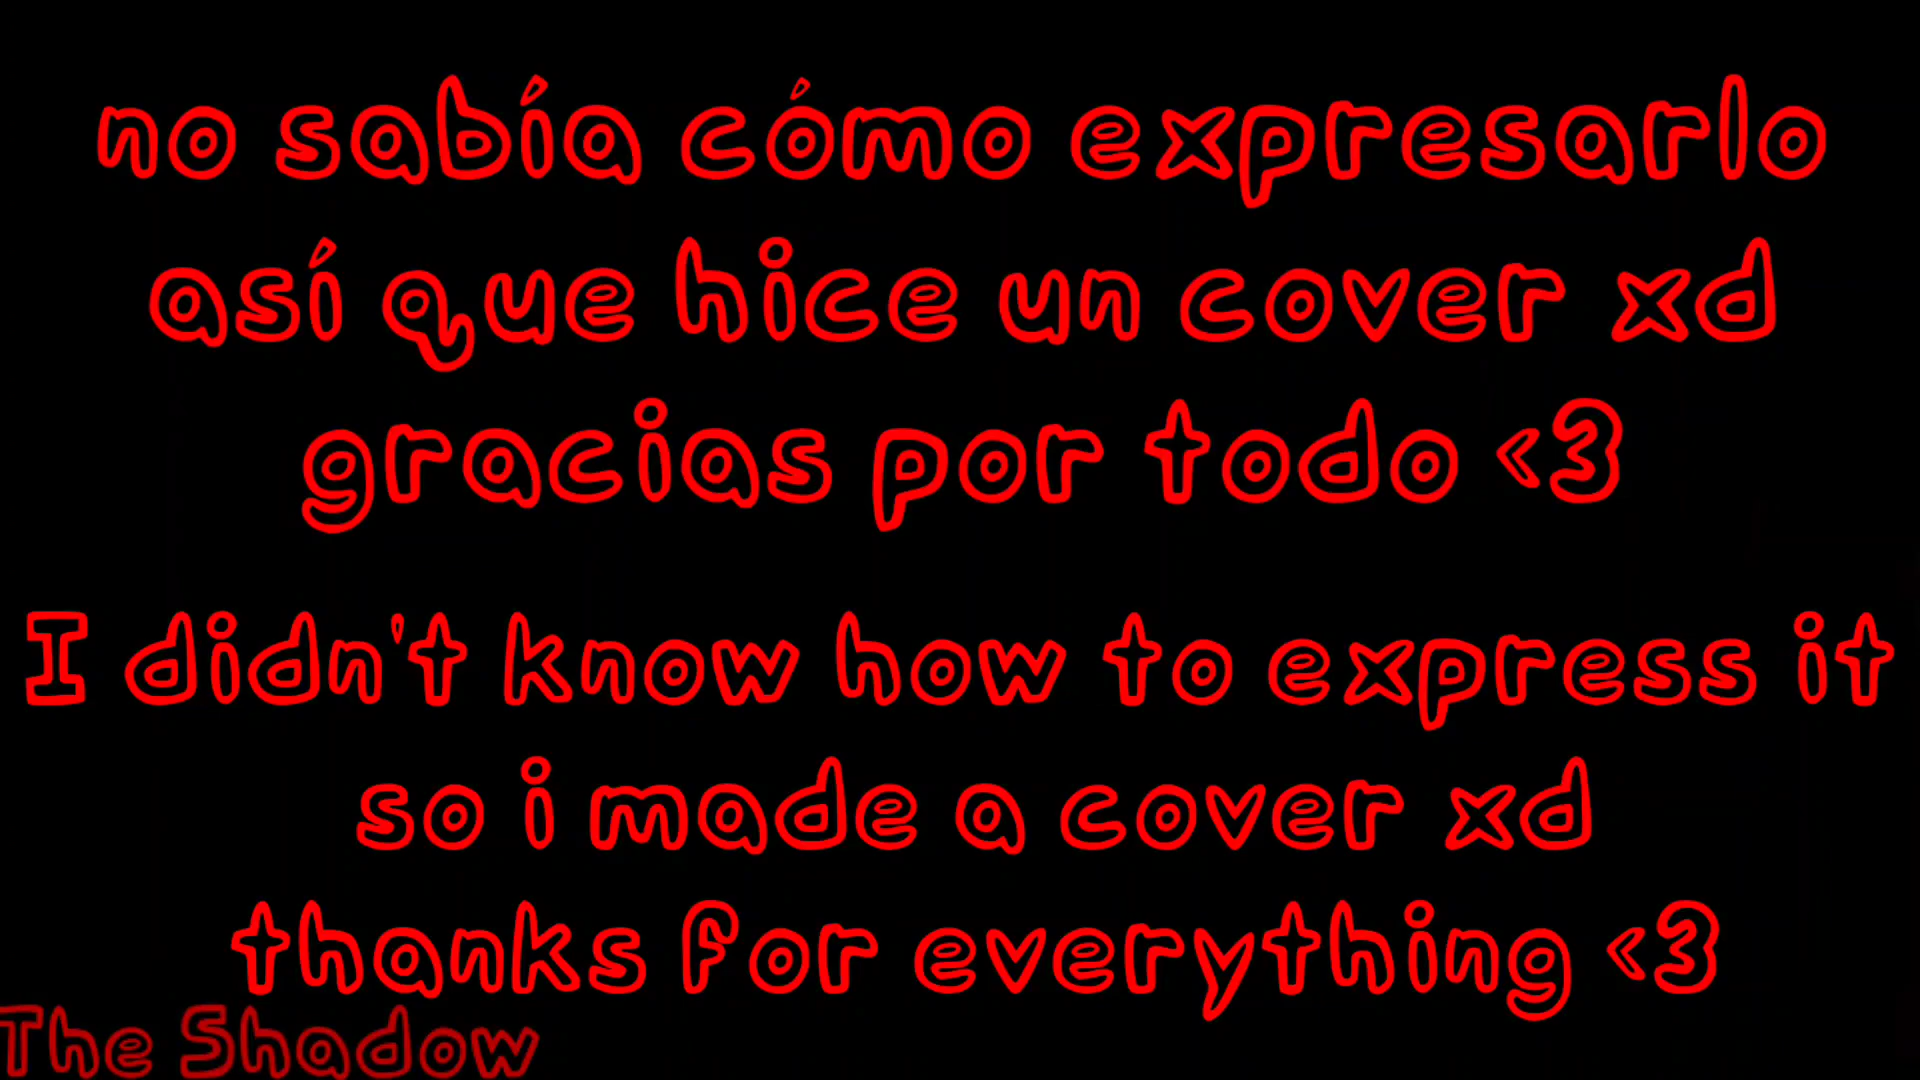 no sabía cómo expresarlo
así que hice un cover xd
gracias por todo <3
I didn't know how to express it
so i made a cover xd
thanks for everything <3
The Shadow